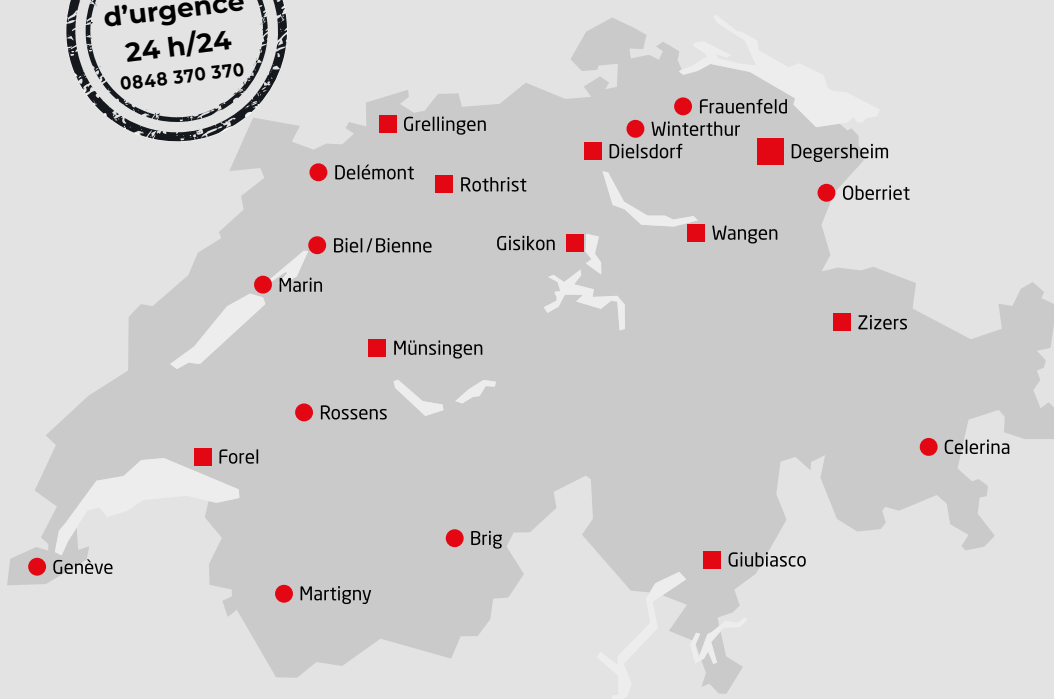 d'urgence
24 h/24
0848 370 370
Frauenfeld
Grellingen
Winterthur
Dielsdorf
Degersheim
Delémont
Rothrist
Oberriet
Wangen
Gisikon
Biel/Bienne
Marin
Zizers
Münsingen
Rossens
Celerina
Forel
Brig
Giubiasco
Genève
Martigny